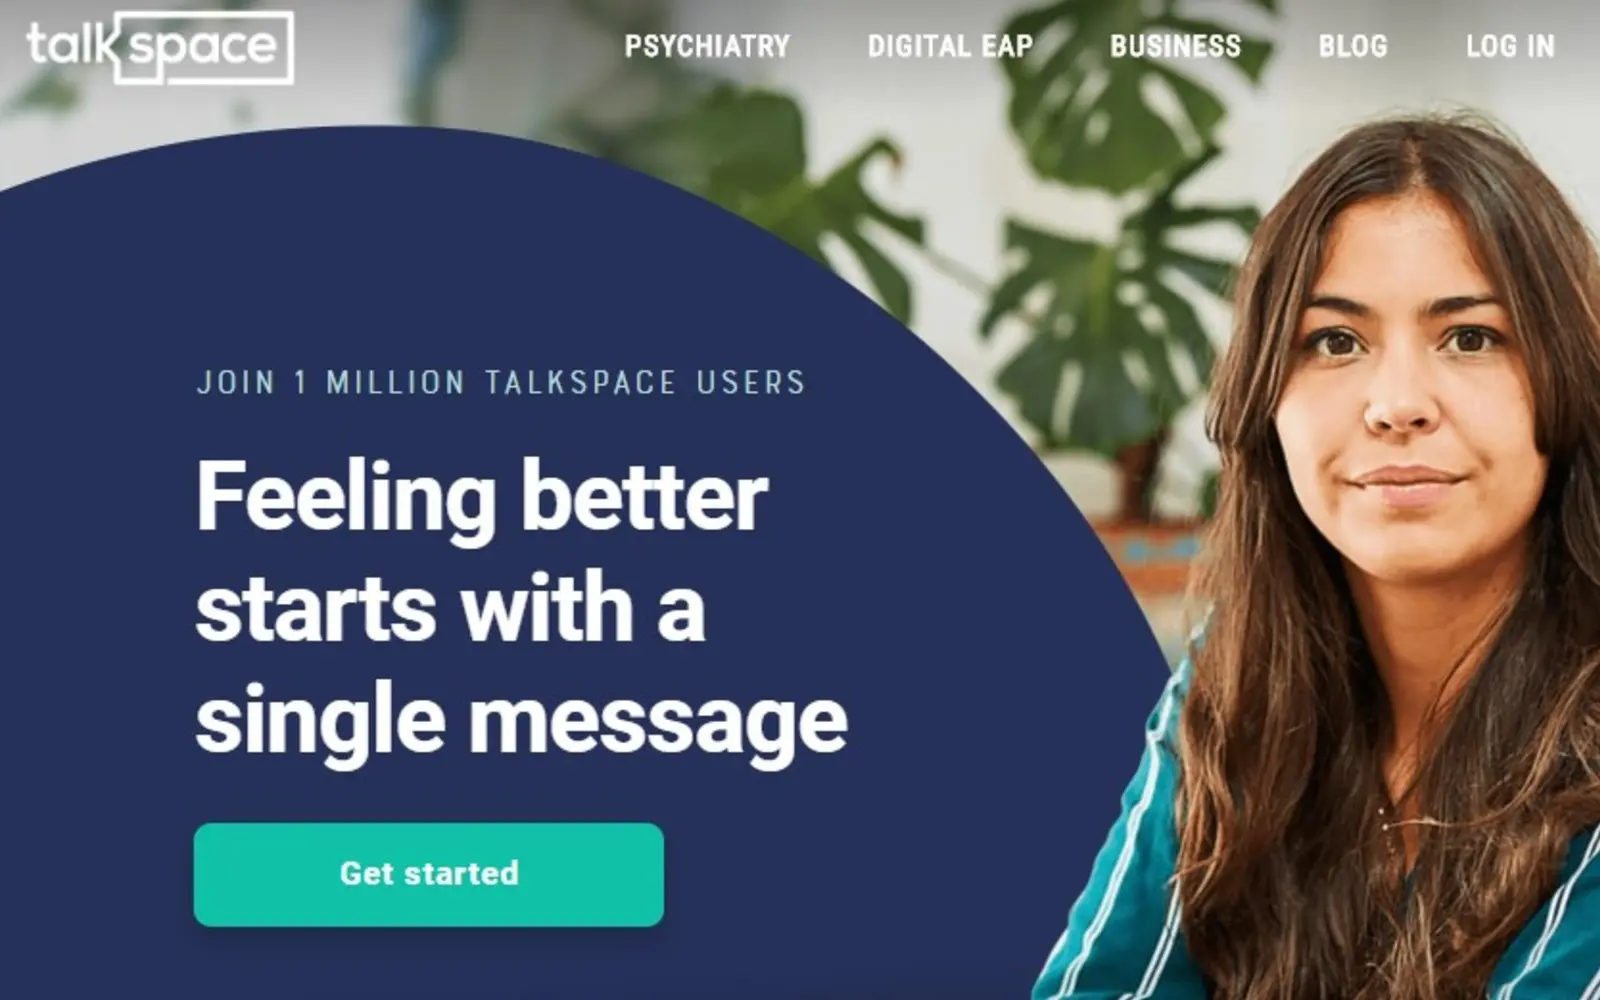 talkspace
PSYCHIATRY DIGITAL EAP BUSINESS BLOG LOG IN
JOIN 1 MILLION TALKSPACE USERS
Feeling better
starts with a
single message
Get started